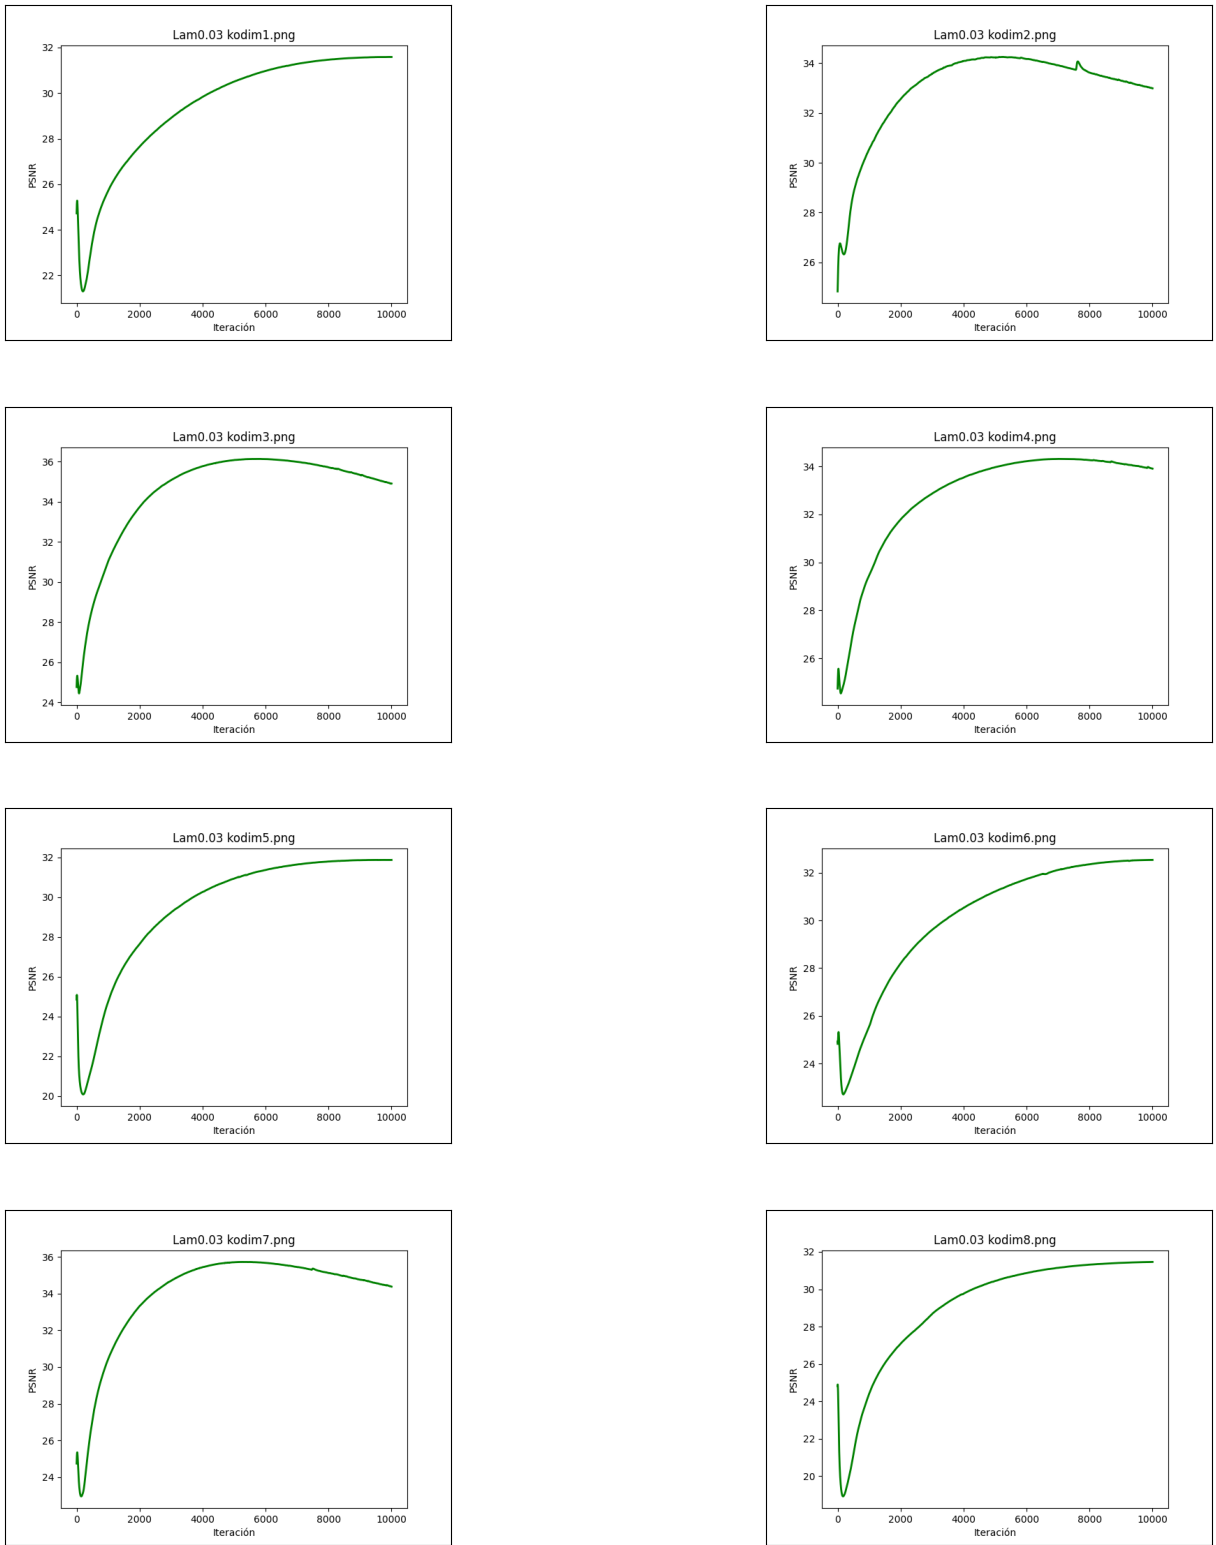 Lam0.03 kodim1.png
32
30
28
26
24
22
PSNR
0 2000 4000 6000 8000 10000
Iteración
Lam0.03 kodim2.png
34
32
30
28
26
PSNR
0 2000 4000 6000 8000 10000
Iteración
Lam0.03 kodim3.png
36
34
32
30
28
26
24
PSNR
0 2000 4000 6000 8000 10000
Iteración
Lam0.03 kodim4.png
34
32
30
28
26
PSNR
0 2000 4000 6000 8000 10000
Iteración
Lam0.03 kodim5.png
32
30
28
26
24
22
20
PSNR
0 2000 4000 6000 8000 10000
Iteración
Lam0.03 kodim6.png
32
30
28
26
24
PSNR
0 2000 4000 6000 8000 10000
Iteración
Lam0.03 kodim7.png
36
34
32
30
28
26
24
PSNR
0 2000 4000 6000 8000 10000
Iteración
Lam0.03 kodim8.png
32
30
28
26
24
22
20
PSNR
0 2000 4000 6000 8000 10000
Iteración